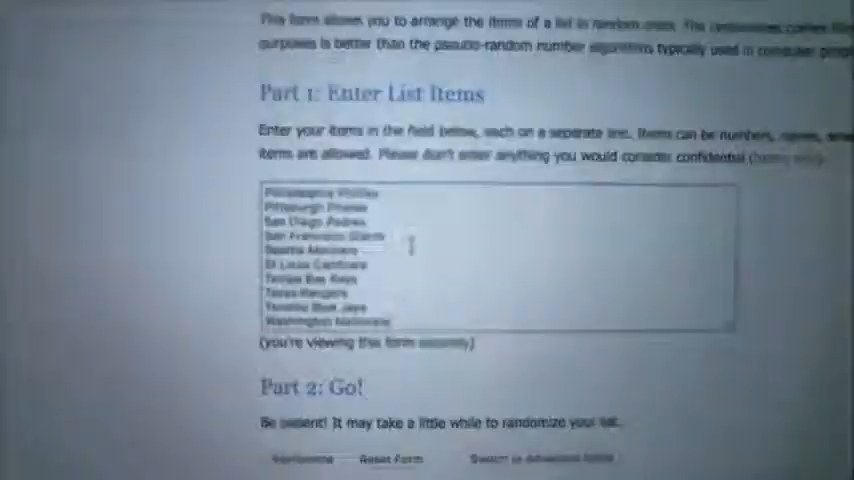 This form allows you to arrange the items of a list in random order. The randomness comes
purposes is better than the pseudo-random number algorithms typically used in computer
Part 1: Enter List Items
Enter your items in the field below, each on a separate line. Items can be numbers, names,
items are allowed. Please don't enter anything you would consider confidential
Philadelphia Phillies
Pittsburgh Pirates
San Diego Padres
San Francisco Giants
Seattle Mariners
St Louis Cardinals
Tampa Bay Rays
Texas Rangers
Toronto Blue Jays
Washington Nationals
(you're viewing this form securely)
Part 2: Go!
Be patient! It may take a little while to randomize your list.
Randomize Reset Form Switch to Advanced Mode